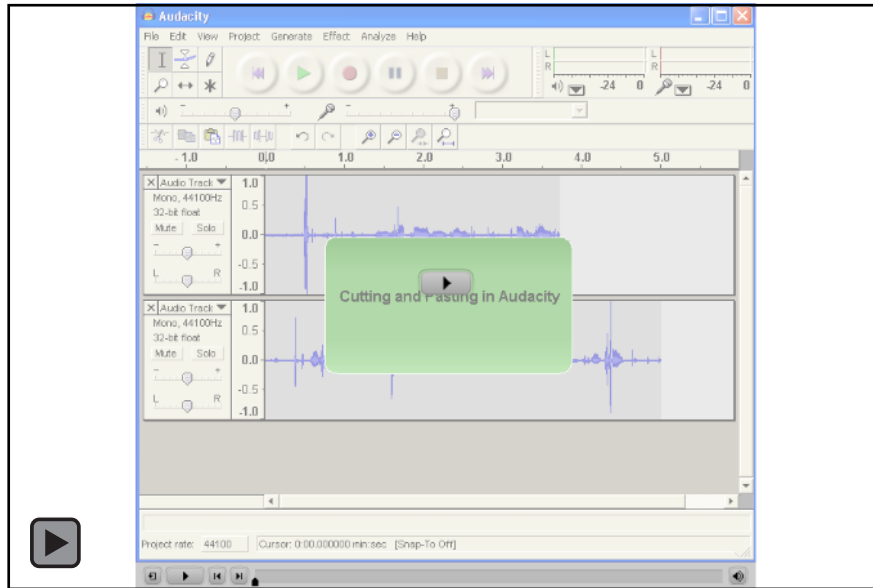 Audacity
File Edit View Project Generate Effect Analyze Help
L
R
-24 0
L
R
-24 0
- 1.0 0.0 1.0 2.0 3.0 4.0 5.0
X Audio Track
Mono, 44100Hz
32-bit float
Mute Solo
- +
L R
1.0
0.5
0.0
-0.5
-1.0
Cutting and Pasting in Audacity
X Audio Track
Mono, 44100Hz
32-bit float
Mute Solo
- +
L R
1.0
0.5
0.0
-0.5
-1.0
Project rate: 44100 Cursor: 0:00.000000 min:sec [Snap-To Off]